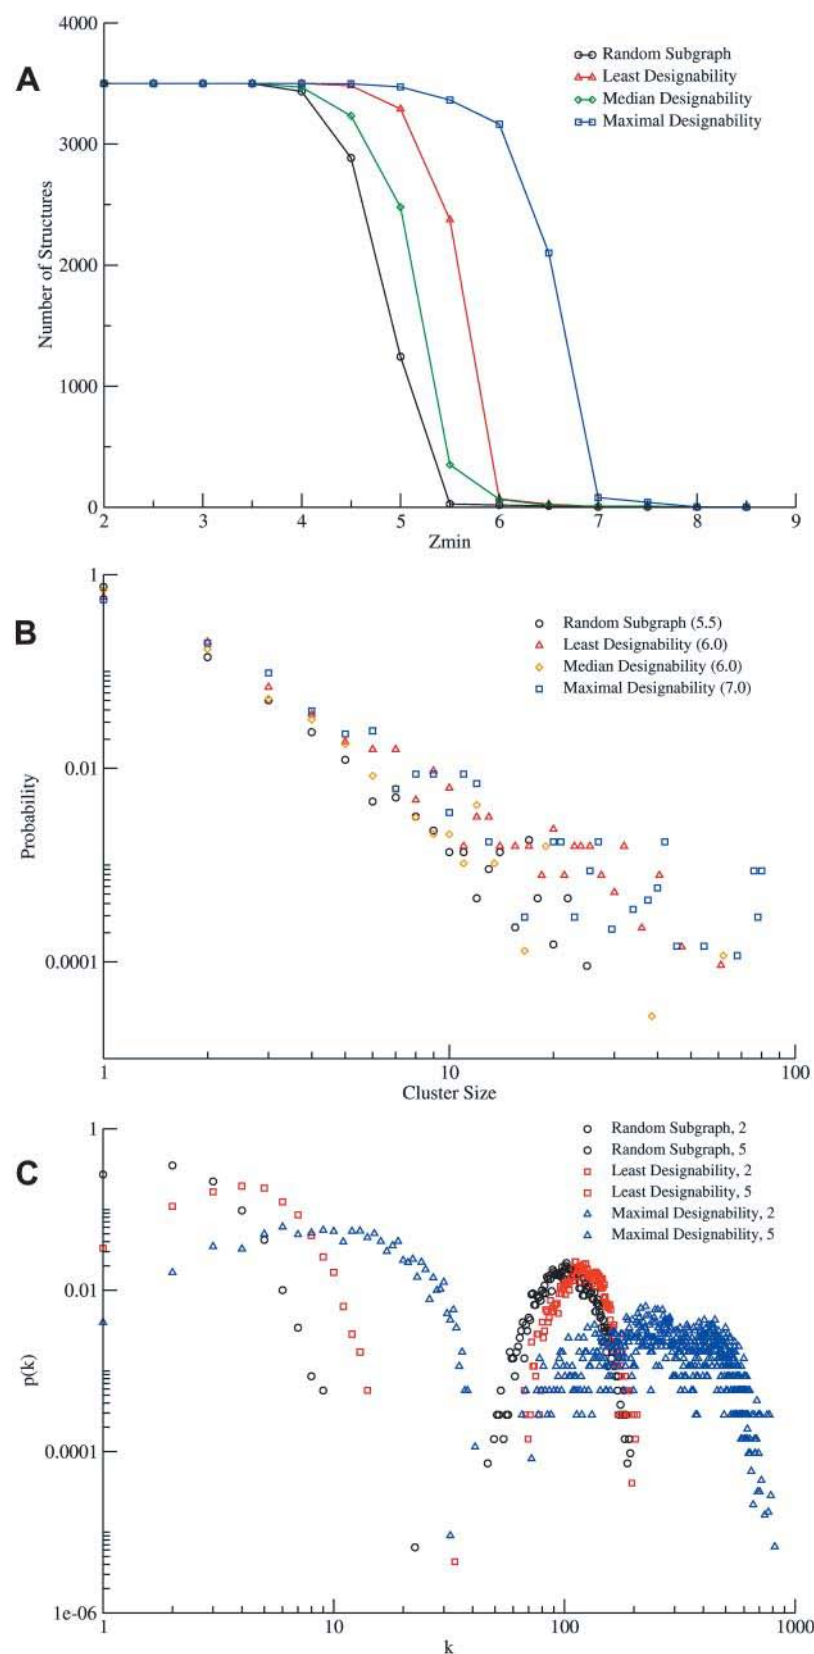 A
4000
3000
2000
1000
0
Number of Structures
Random Subgraph
Least Designability
Median Designability
Maximal Designability
2 3 4 5 6 7 8 9
Zmin
B
1
0.01
0.0001
Probability
Random Subgraph (5.5)
Least Designability (6.0)
Median Designability (6.0)
Maximal Designability (7.0)
1 10 100
Cluster Size
C
1
0.01
0.0001
1e-06
p(k)
Random Subgraph, 2
Random Subgraph, 5
Least Designability, 2
Least Designability, 5
Maximal Designability, 2
Maximal Designability, 5
1 10 100 1000
k